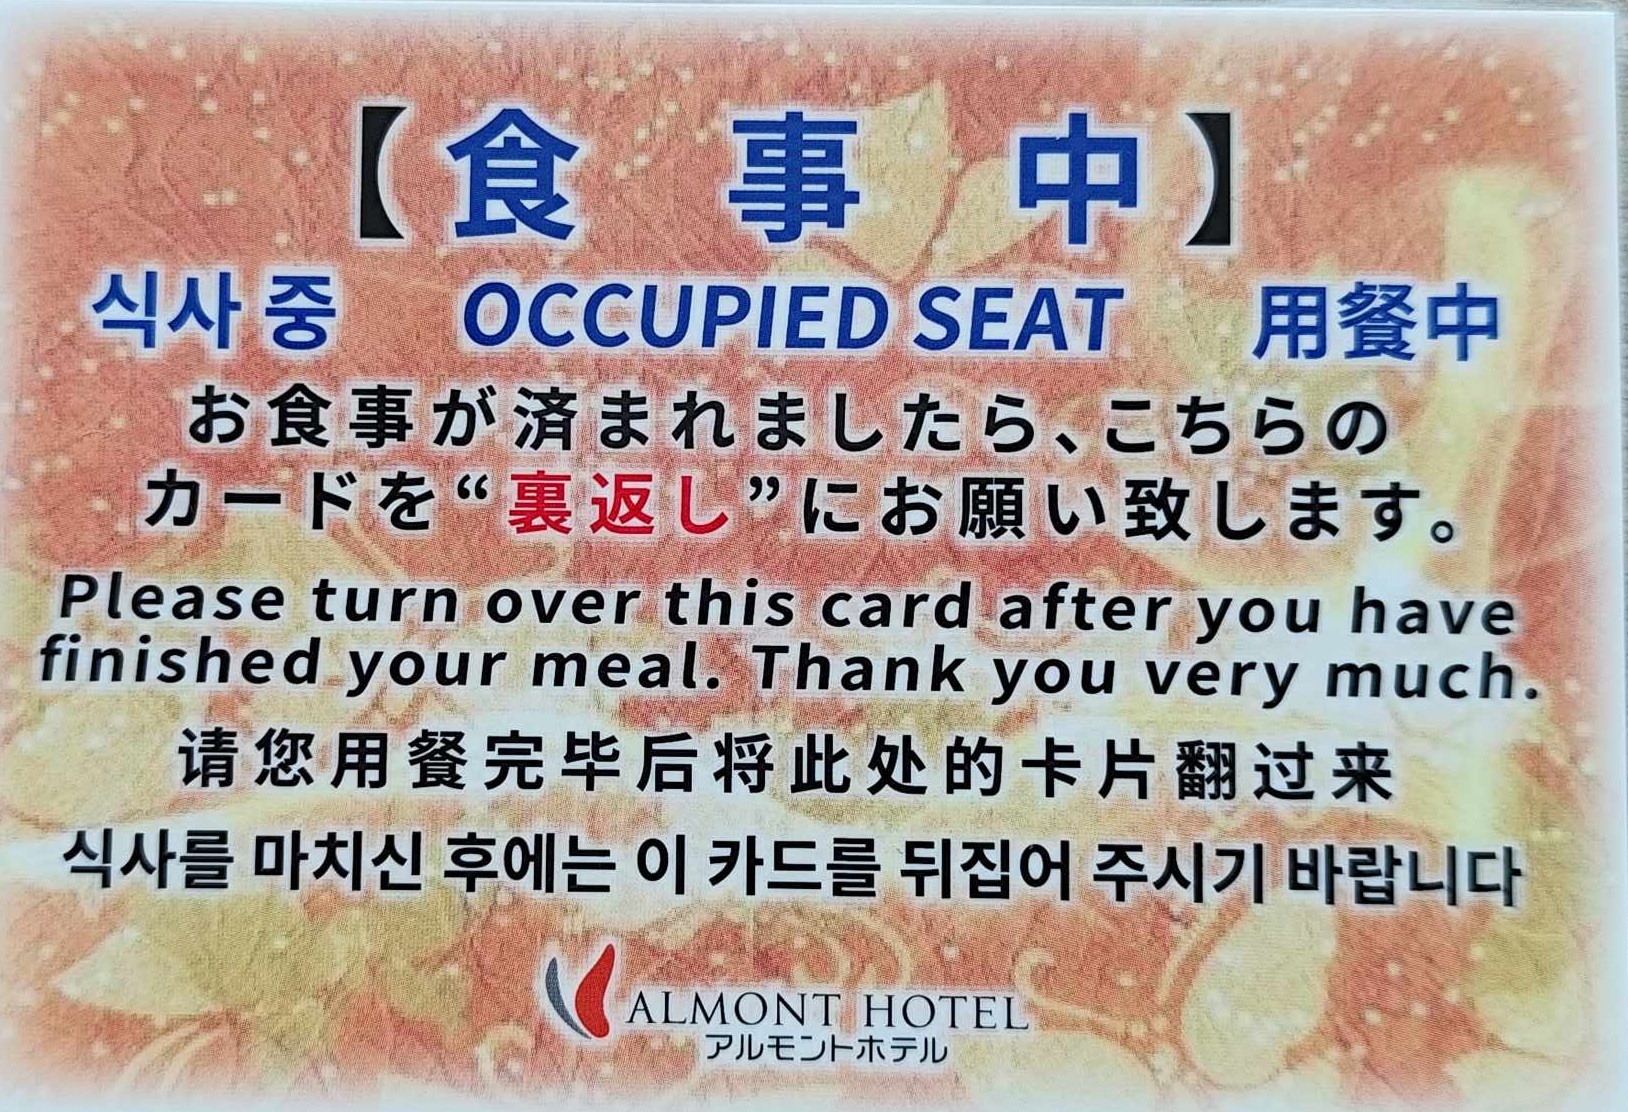 【食事中】
식사 중 OCCUPIED SEAT 用餐中
お食事が済まれましたら、こちらの
カードを“裏返し”にお願い致します。
Please turn over this card after you have
finished your meal. Thank you very much.
请您用餐完毕后将此处的卡片翻过来
식사를 마치신 후에는 이 카드를 뒤집어 주시기 바랍니다
ALMONT HOTEL
アルモントホテル